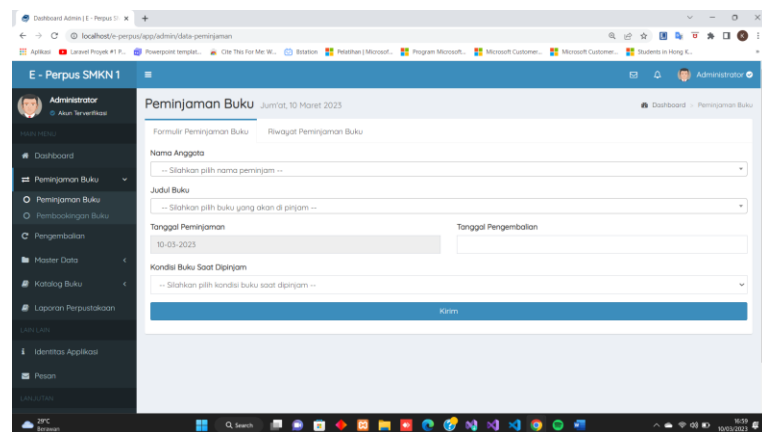 Dashboard Admin | E - Perpus S
localhost/e-perpus/app/admin/data-peminjaman
Aplikasi
Laravel Proyek #1 P...
Powerpoint templat...
Cite This For Me: W...
Estation
Pelatihan | Microsof...
Program Microsoft...
Microsoft Customer...
Microsoft Customer...
Students in Hong K...
E - Perpus SMKN 1
Administrator
Administrator
Akun Terverifikasi
Peminjaman Buku Jum'at, 10 Maret 2023
Dashboard > Peminjaman Buku
MAIN MENU
Dashboard
Peminjaman Buku
Peminjaman Buku
Pembookingan Buku
Pengembalian
Master Data
Katalog Buku
Laporan Perpustakaan
LAIN LAIN
Identitas Applikasi
Pesan
LANJUTAN
Formulir Peminjaman Buku
Riwayat Peminjaman Buku
Nama Anggota
-- Silahkan pilih nama peminjam --
Judul Buku
-- Silahkan pilih buku yang akan di pinjam --
Tanggal Peminjaman
Tanggal Pengembalian
10-03-2023
Kondisi Buku Saat Dipinjam
-- Silahkan pilih kondisi buku saat dipinjam --
Kirim
29°C
Berawan
Search
16:59
10/03/2023